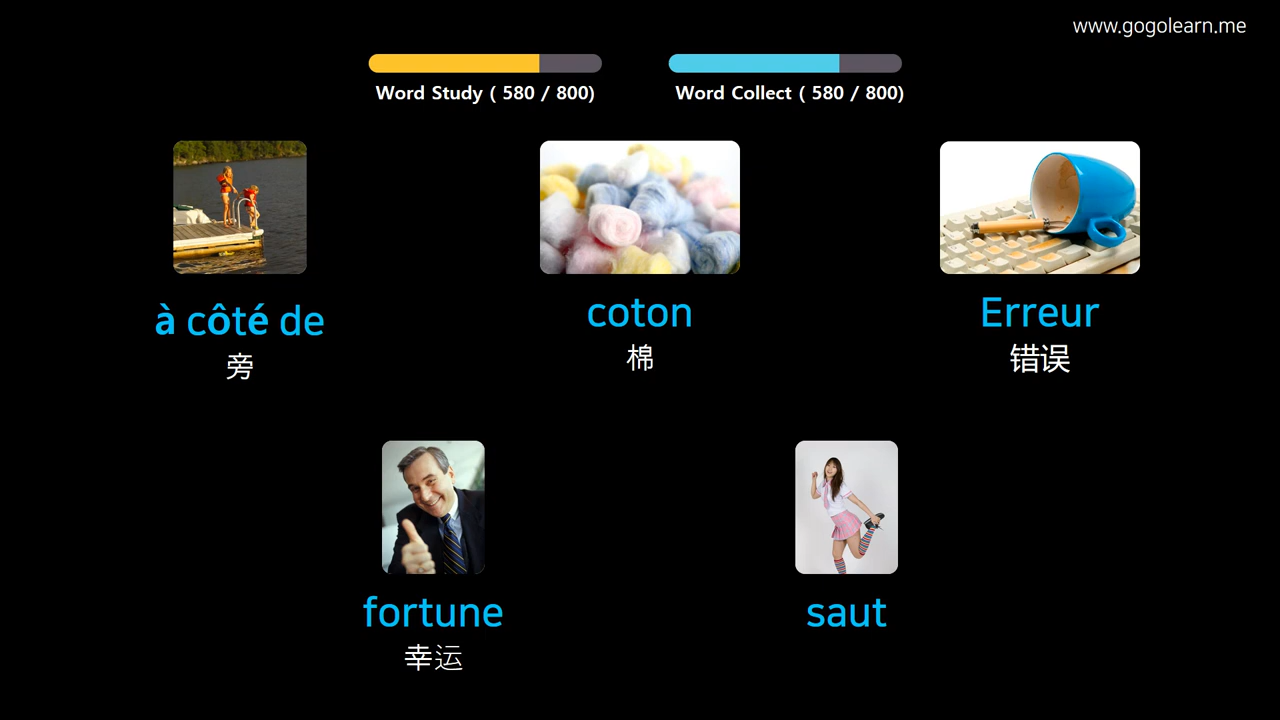 www.gogolearn.me
Word Study ( 580 / 800)
Word Collect ( 580 / 800)
à côté de
旁
coton
棉
Erreur
错误
fortune
幸运
saut